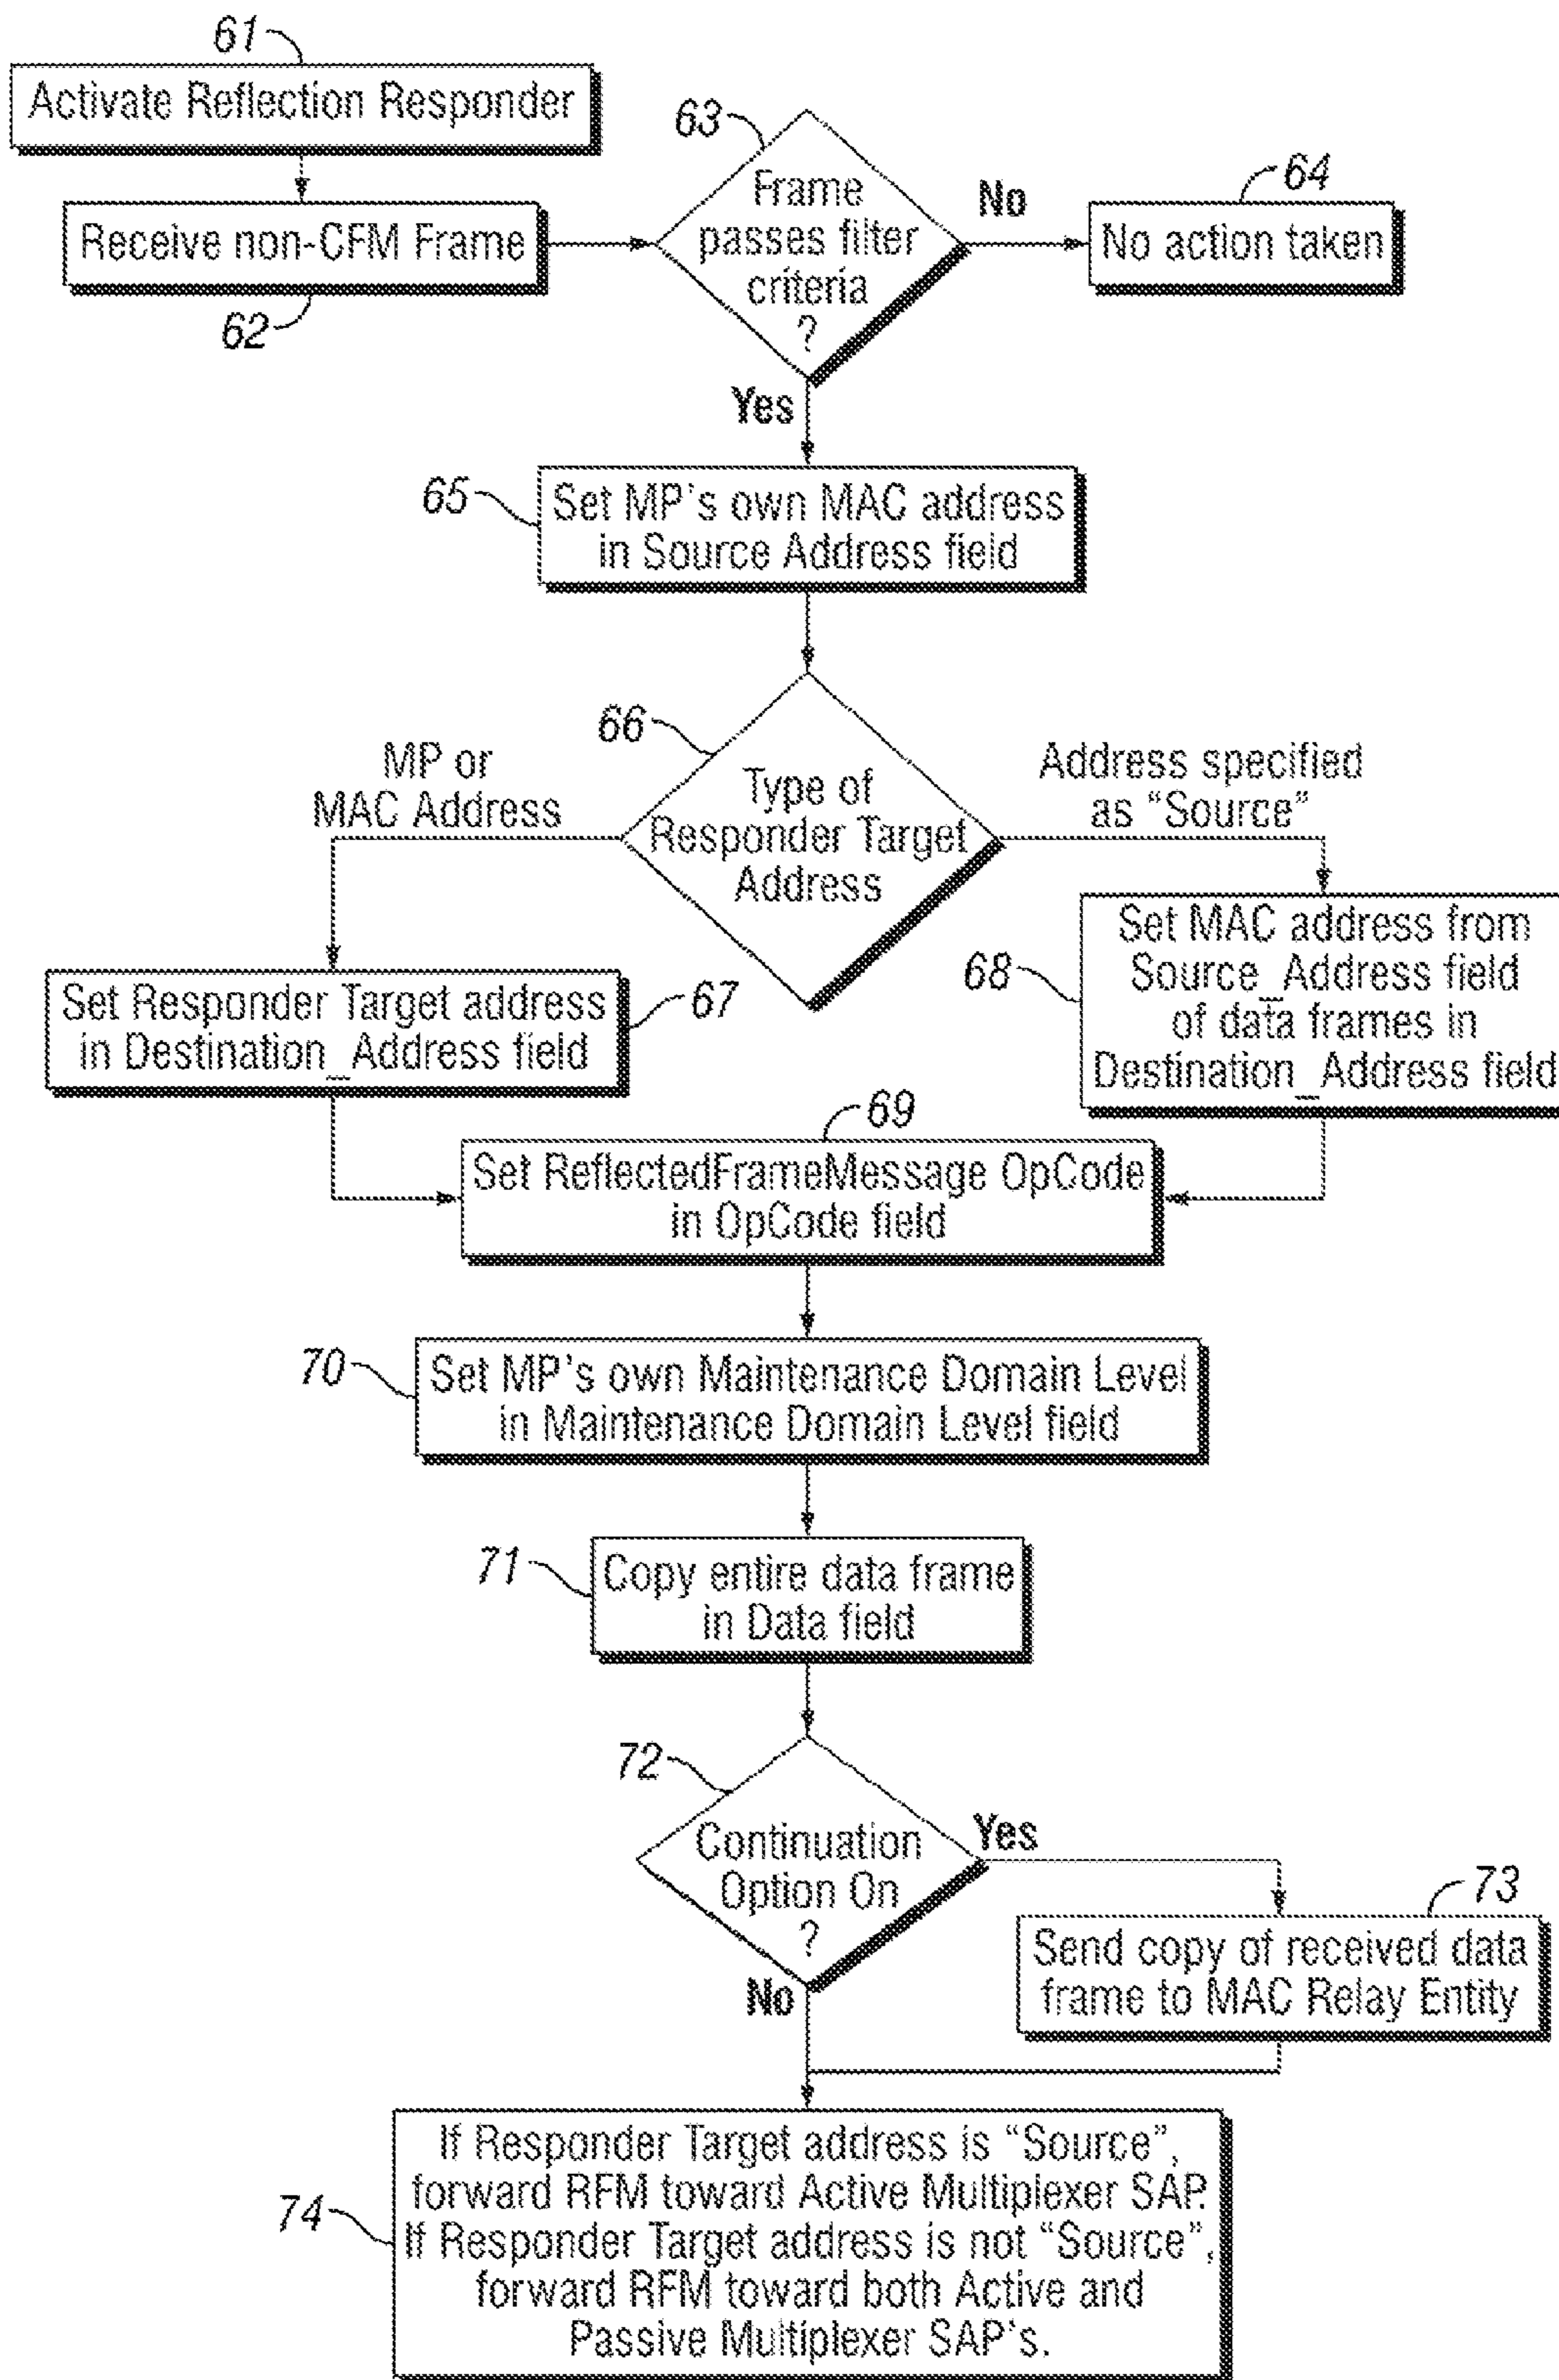 61
Activate Reflection Responder
63
Frame
passes filter
criteria
?
No
64
No action taken
Receive non-CFM Frame
62
Yes
65
Set MP's own MAC address
in Source Address field
66
MP or
MAC Address
Type of
Responder Target
Address
Address specified
as “Source”
Set Responder Target address
in Destination_Address field
67
68
Set MAC address from
Source_Address field
of data frames in
Destination_Address field
69
Set ReflectedFrameMessage OpCode
in OpCode field
70
Set MP's own Maintenance Domain Level
in Maintenance Domain Level field
71
Copy entire data frame
in Data field
72
Continuation
Option On
?
Yes
No
73
Send copy of received data
frame to MAC Relay Entity
74
If Responder Target address is “Source”,
forward RFM toward Active Multiplexer SAP.
If Responder Target address is not “Source”,
forward RFM toward both Active and
Passive Multiplexer SAP's.